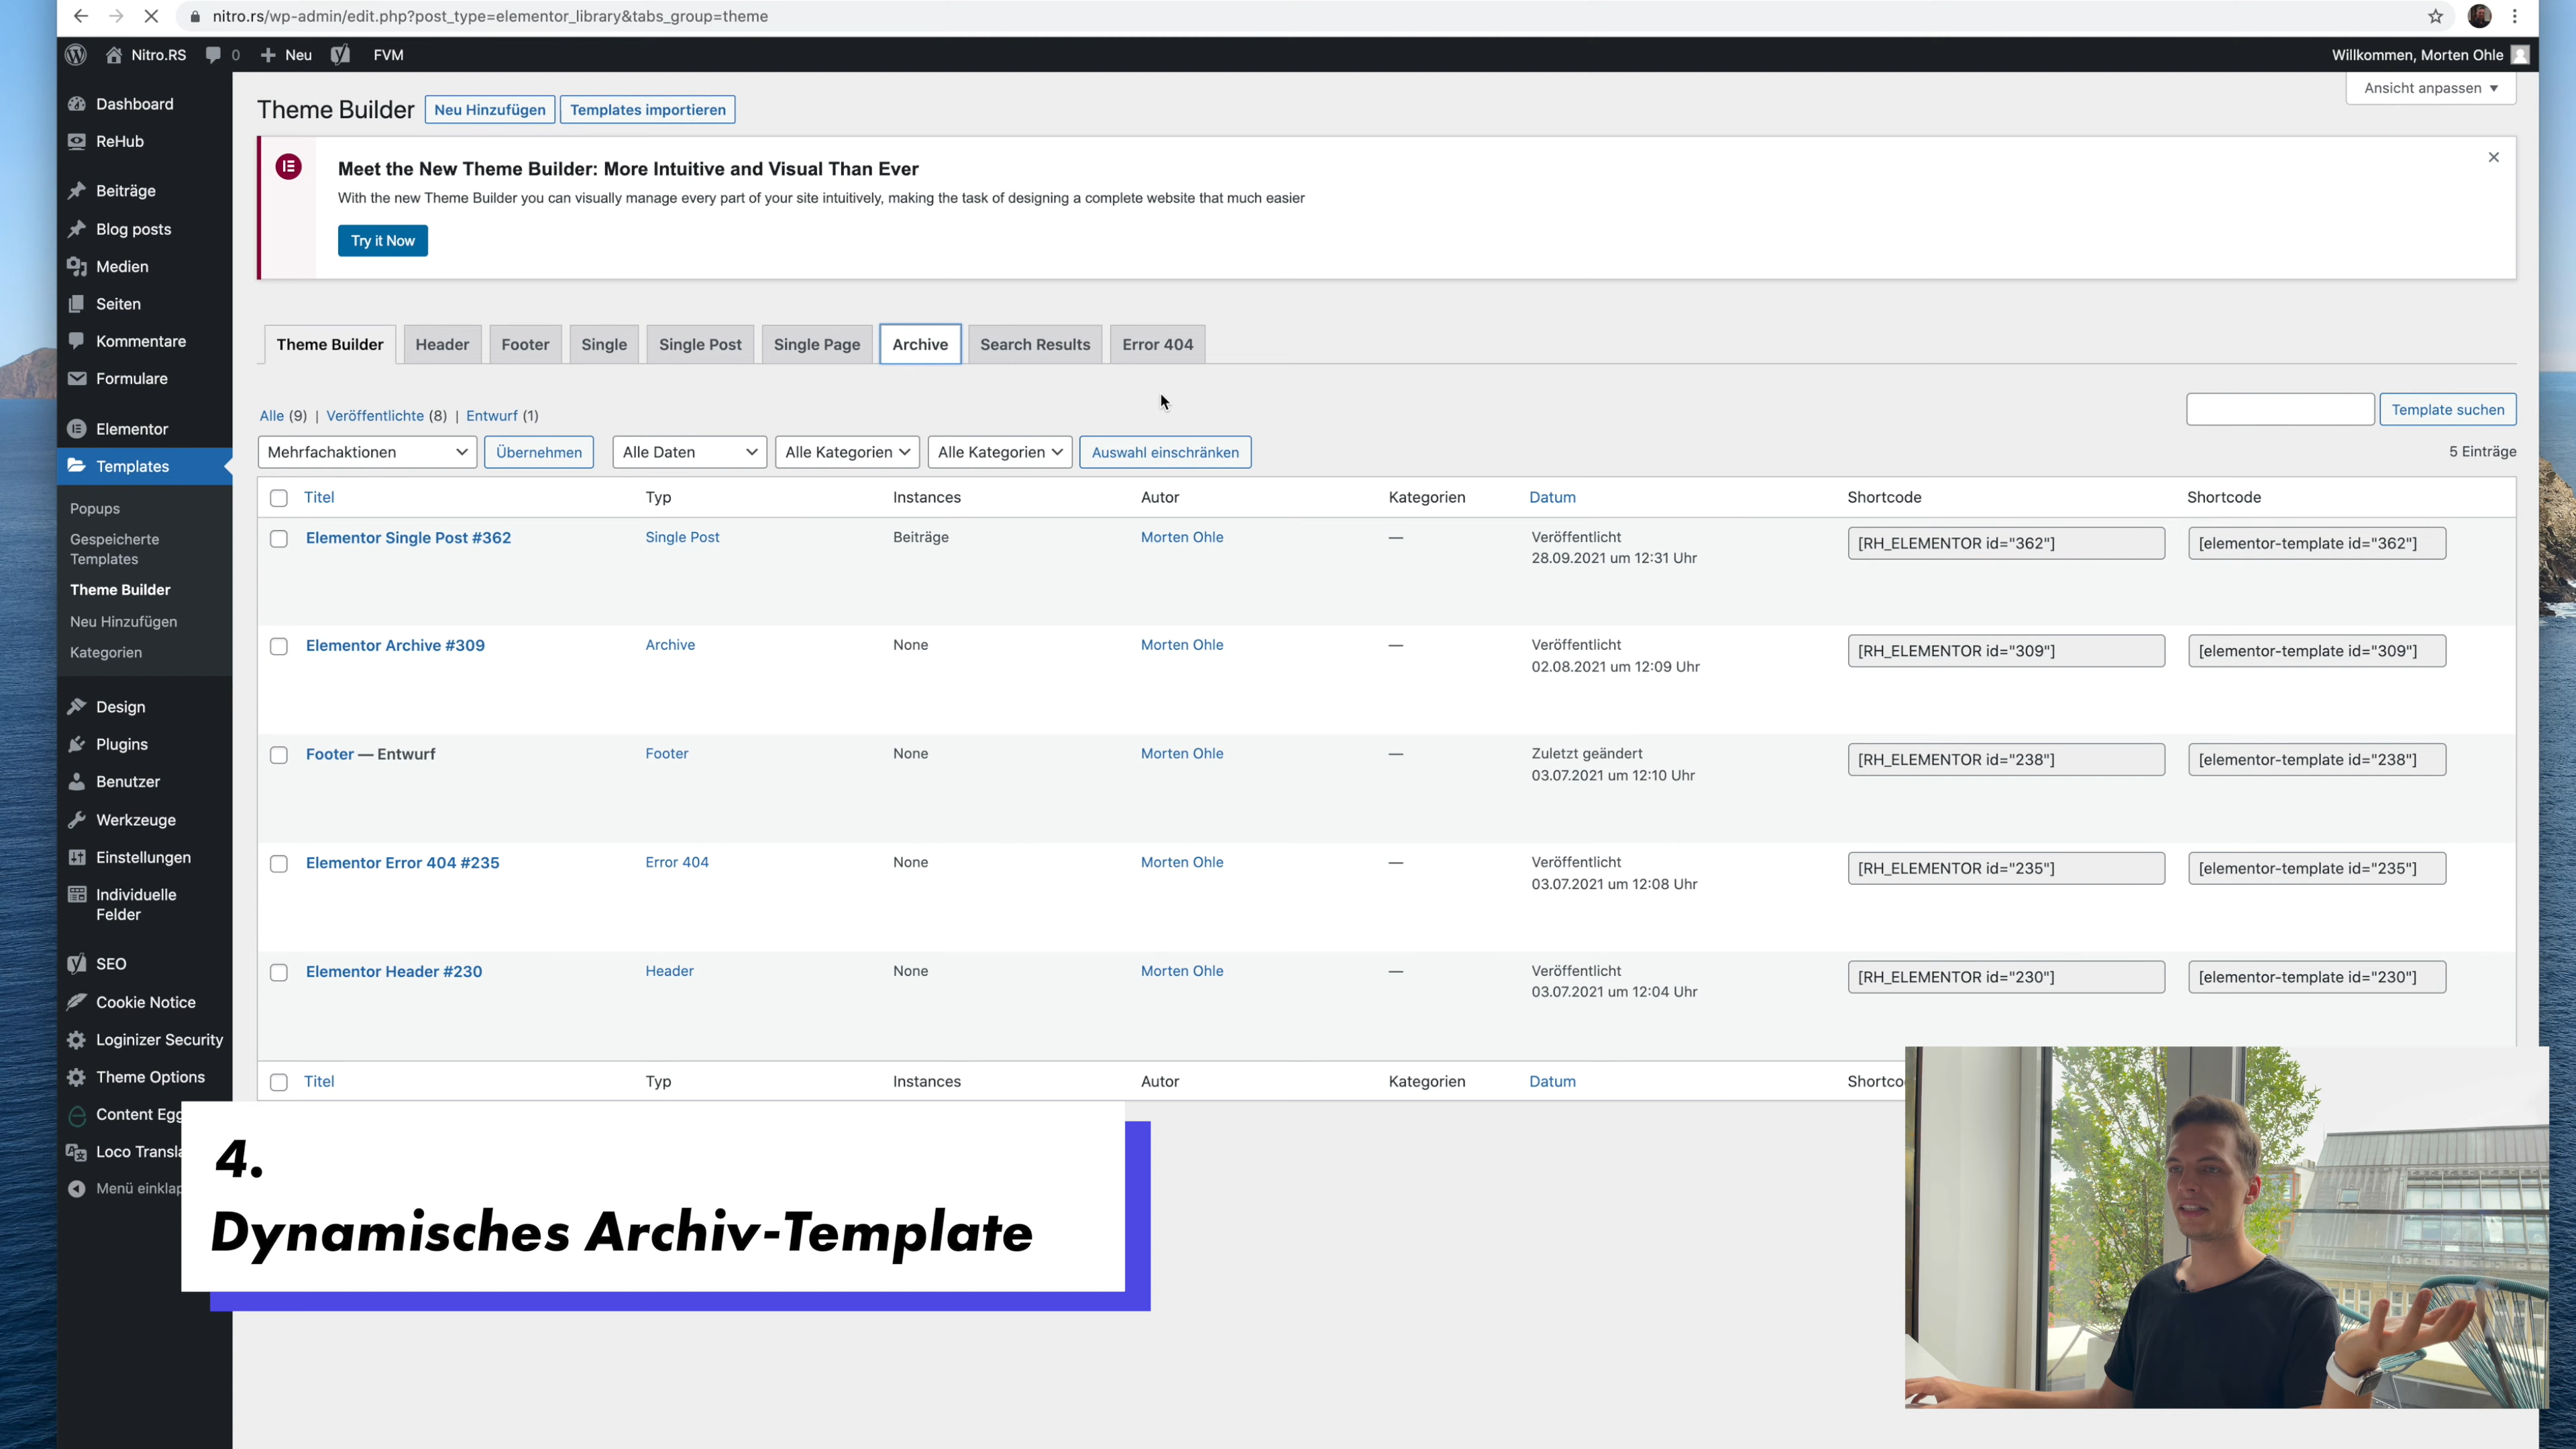 nitro.rs/wp-admin/edit.php?post_type=elementor_library&tabs_group=theme
Nitro.RS 0 Neu FVM Willkommen, Morten Ohle
Ansicht anpassen
Dashboard
ReHub
Beiträge
Blog posts
Medien
Seiten
Kommentare
Formulare
Elementor
Templates
Popups
Gespeicherte
Templates
Theme Builder
Neu Hinzufügen
Kategorien
Design
Plugins
Benutzer
Werkzeuge
Einstellungen
Individuelle
Felder
SEO
Cookie Notice
Loginizer Security
Theme Options
Content Egg
Loco Transla
Menü einklap
Theme Builder Neu Hinzufügen Templates importieren
Meet the New Theme Builder: More Intuitive and Visual Than Ever
With the new Theme Builder you can visually manage every part of your site intuitively, making the task of designing a complete website that much easier
Try it Now
Theme Builder Header Footer Single Single Post Single Page Archive Search Results Error 404
Alle (9) | Veröffentlichte (8) | Entwurf (1)
Template suchen
Mehrfachaktionen Übernehmen Alle Daten Alle Kategorien Alle Kategorien Auswahl einschränken 5 Einträge
Titel Typ Instances Autor Kategorien Datum Shortcode Shortcode
Elementor Single Post #362 Single Post Beiträge Morten Ohle — Veröffentlicht [RH_ELEMENTOR id="362"] [elementor-template id="362"]
28.09.2021 um 12:31 Uhr
Elementor Archive #309 Archive None Morten Ohle — Veröffentlicht [RH_ELEMENTOR id="309"] [elementor-template id="309"]
02.08.2021 um 12:09 Uhr
Footer — Entwurf Footer None Morten Ohle — Zuletzt geändert [RH_ELEMENTOR id="238"] [elementor-template id="238"]
03.07.2021 um 12:10 Uhr
Elementor Error 404 #235 Error 404 None Morten Ohle — Veröffentlicht [RH_ELEMENTOR id="235"] [elementor-template id="235"]
03.07.2021 um 12:08 Uhr
Elementor Header #230 Header None Morten Ohle — Veröffentlicht [RH_ELEMENTOR id="230"] [elementor-template id="230"]
03.07.2021 um 12:04 Uhr
Titel Typ Instances Autor Kategorien Datum Shortco
4.
Dynamisches Archiv-Template